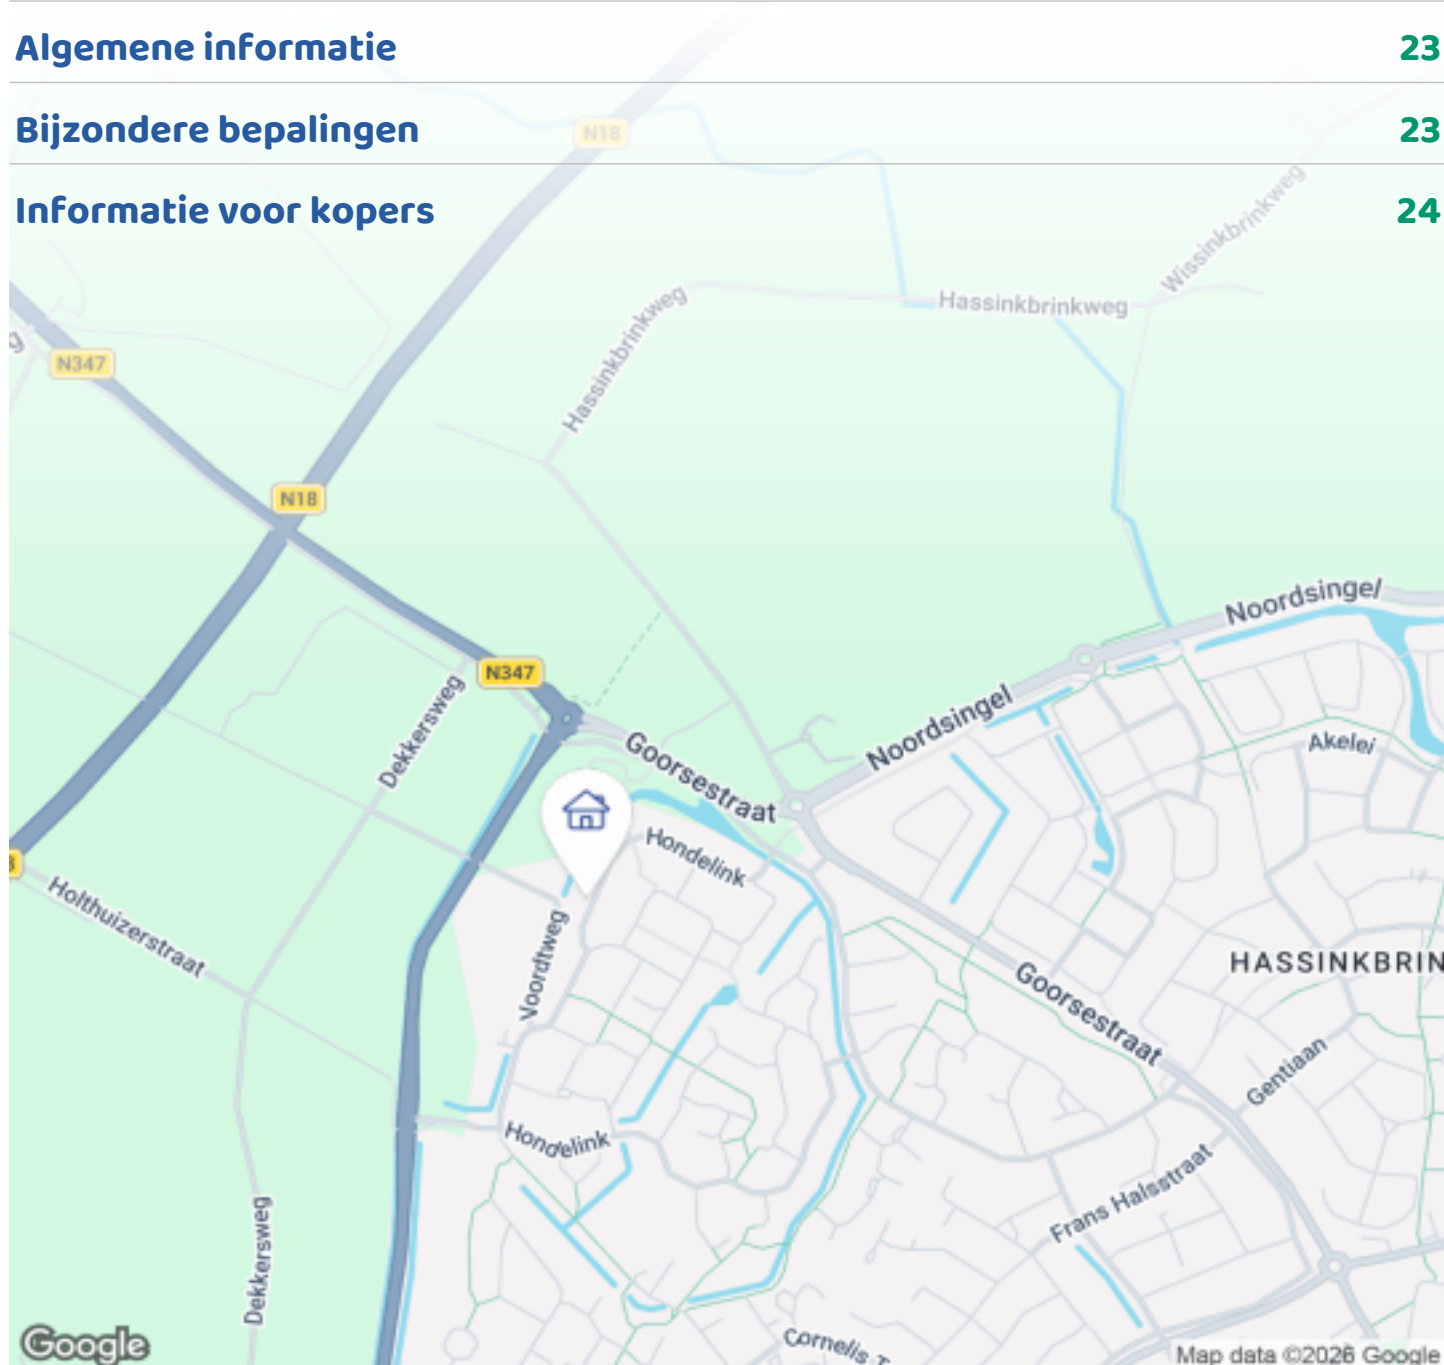 Algemene informatie 23
Bijzondere bepalingen 23
N18
Informatie voor kopers 24
Wissinkbrinkweg
Hassinkbrinkweg
Hassinkbrinkweg
g
N347
N18
Noordsingel
N347
Dekkersweg
Noordsingel
Goorsestraat
Akelei
Hondelink
Holthuizerstraat
Voordtweg
HASSINKBRIN
Goorsestraat
Gentiaan
Hondelink
Frans Halsstraat
Dekkersweg
Cornelis T
Google
Map data ©2026 Google